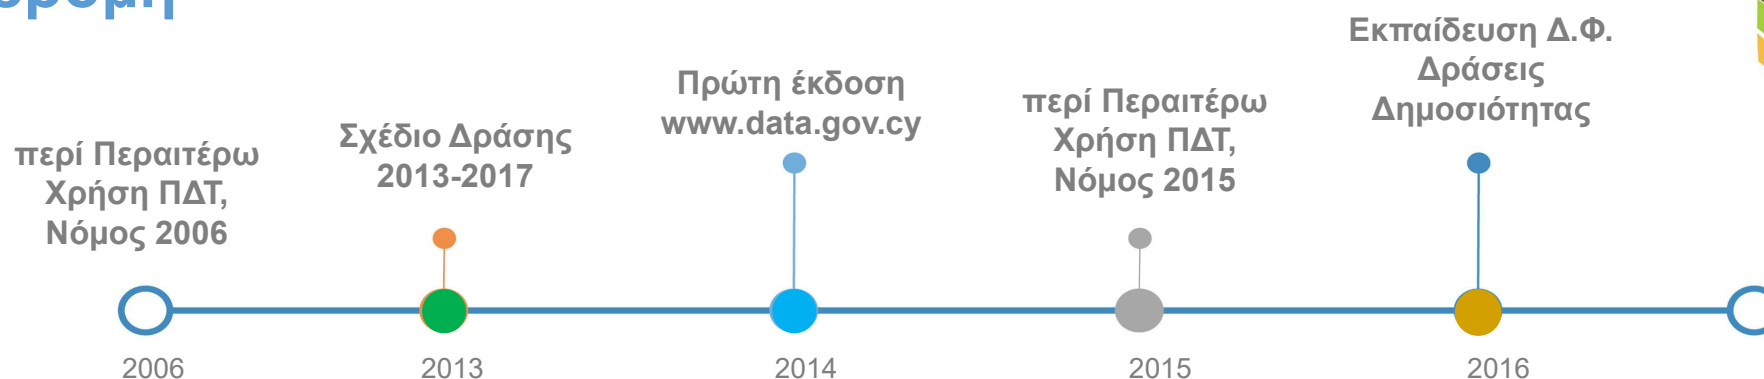 περί Περαιτέρω
Χρήση ΠΔΤ,
Νόμος 2006
Σχέδιο Δράσης
2013-2017
Πρώτη έκδοση
www.data.gov.cy
περί Περαιτέρω
Χρήση ΠΔΤ,
Νόμος 2015
Εκπαίδευση Δ.Φ.
Δράσεις
Δημοσιότητας
2006
2013
2014
2015
2016